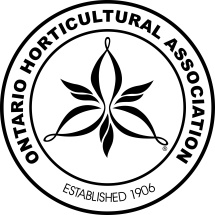 ONTARIO HORTICULTURAL ASSOCIATION
®
ESTABLISHED 1906